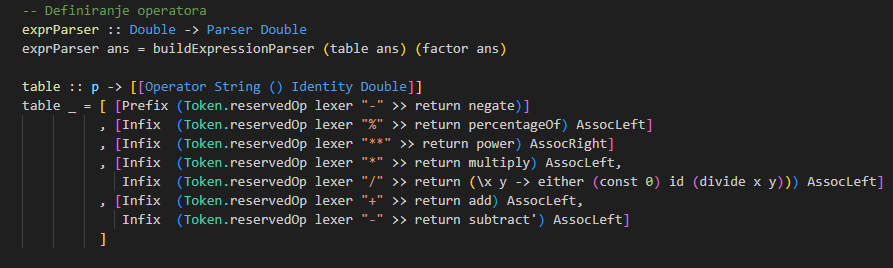 -- Definiranje operatora
exprParser :: Double -> Parser Double
exprParser ans = buildExpressionParser (table ans) (factor ans)

table :: p -> [[Operator String () Identity Double]]
table _ = [ [Prefix (Token.reservedOp lexer "-" >> return negate)]
          , [Infix  (Token.reservedOp lexer "%" >> return percentageOf) AssocLeft]
          , [Infix  (Token.reservedOp lexer "**" >> return power) AssocRight]
          , [Infix  (Token.reservedOp lexer "*" >> return multiply) AssocLeft,
             Infix  (Token.reservedOp lexer "/" >> return (\x y -> either (const 0) id (divide x y))) AssocLeft]
          , [Infix  (Token.reservedOp lexer "+" >> return add) AssocLeft,
             Infix  (Token.reservedOp lexer "-" >> return subtract') AssocLeft]
          ]